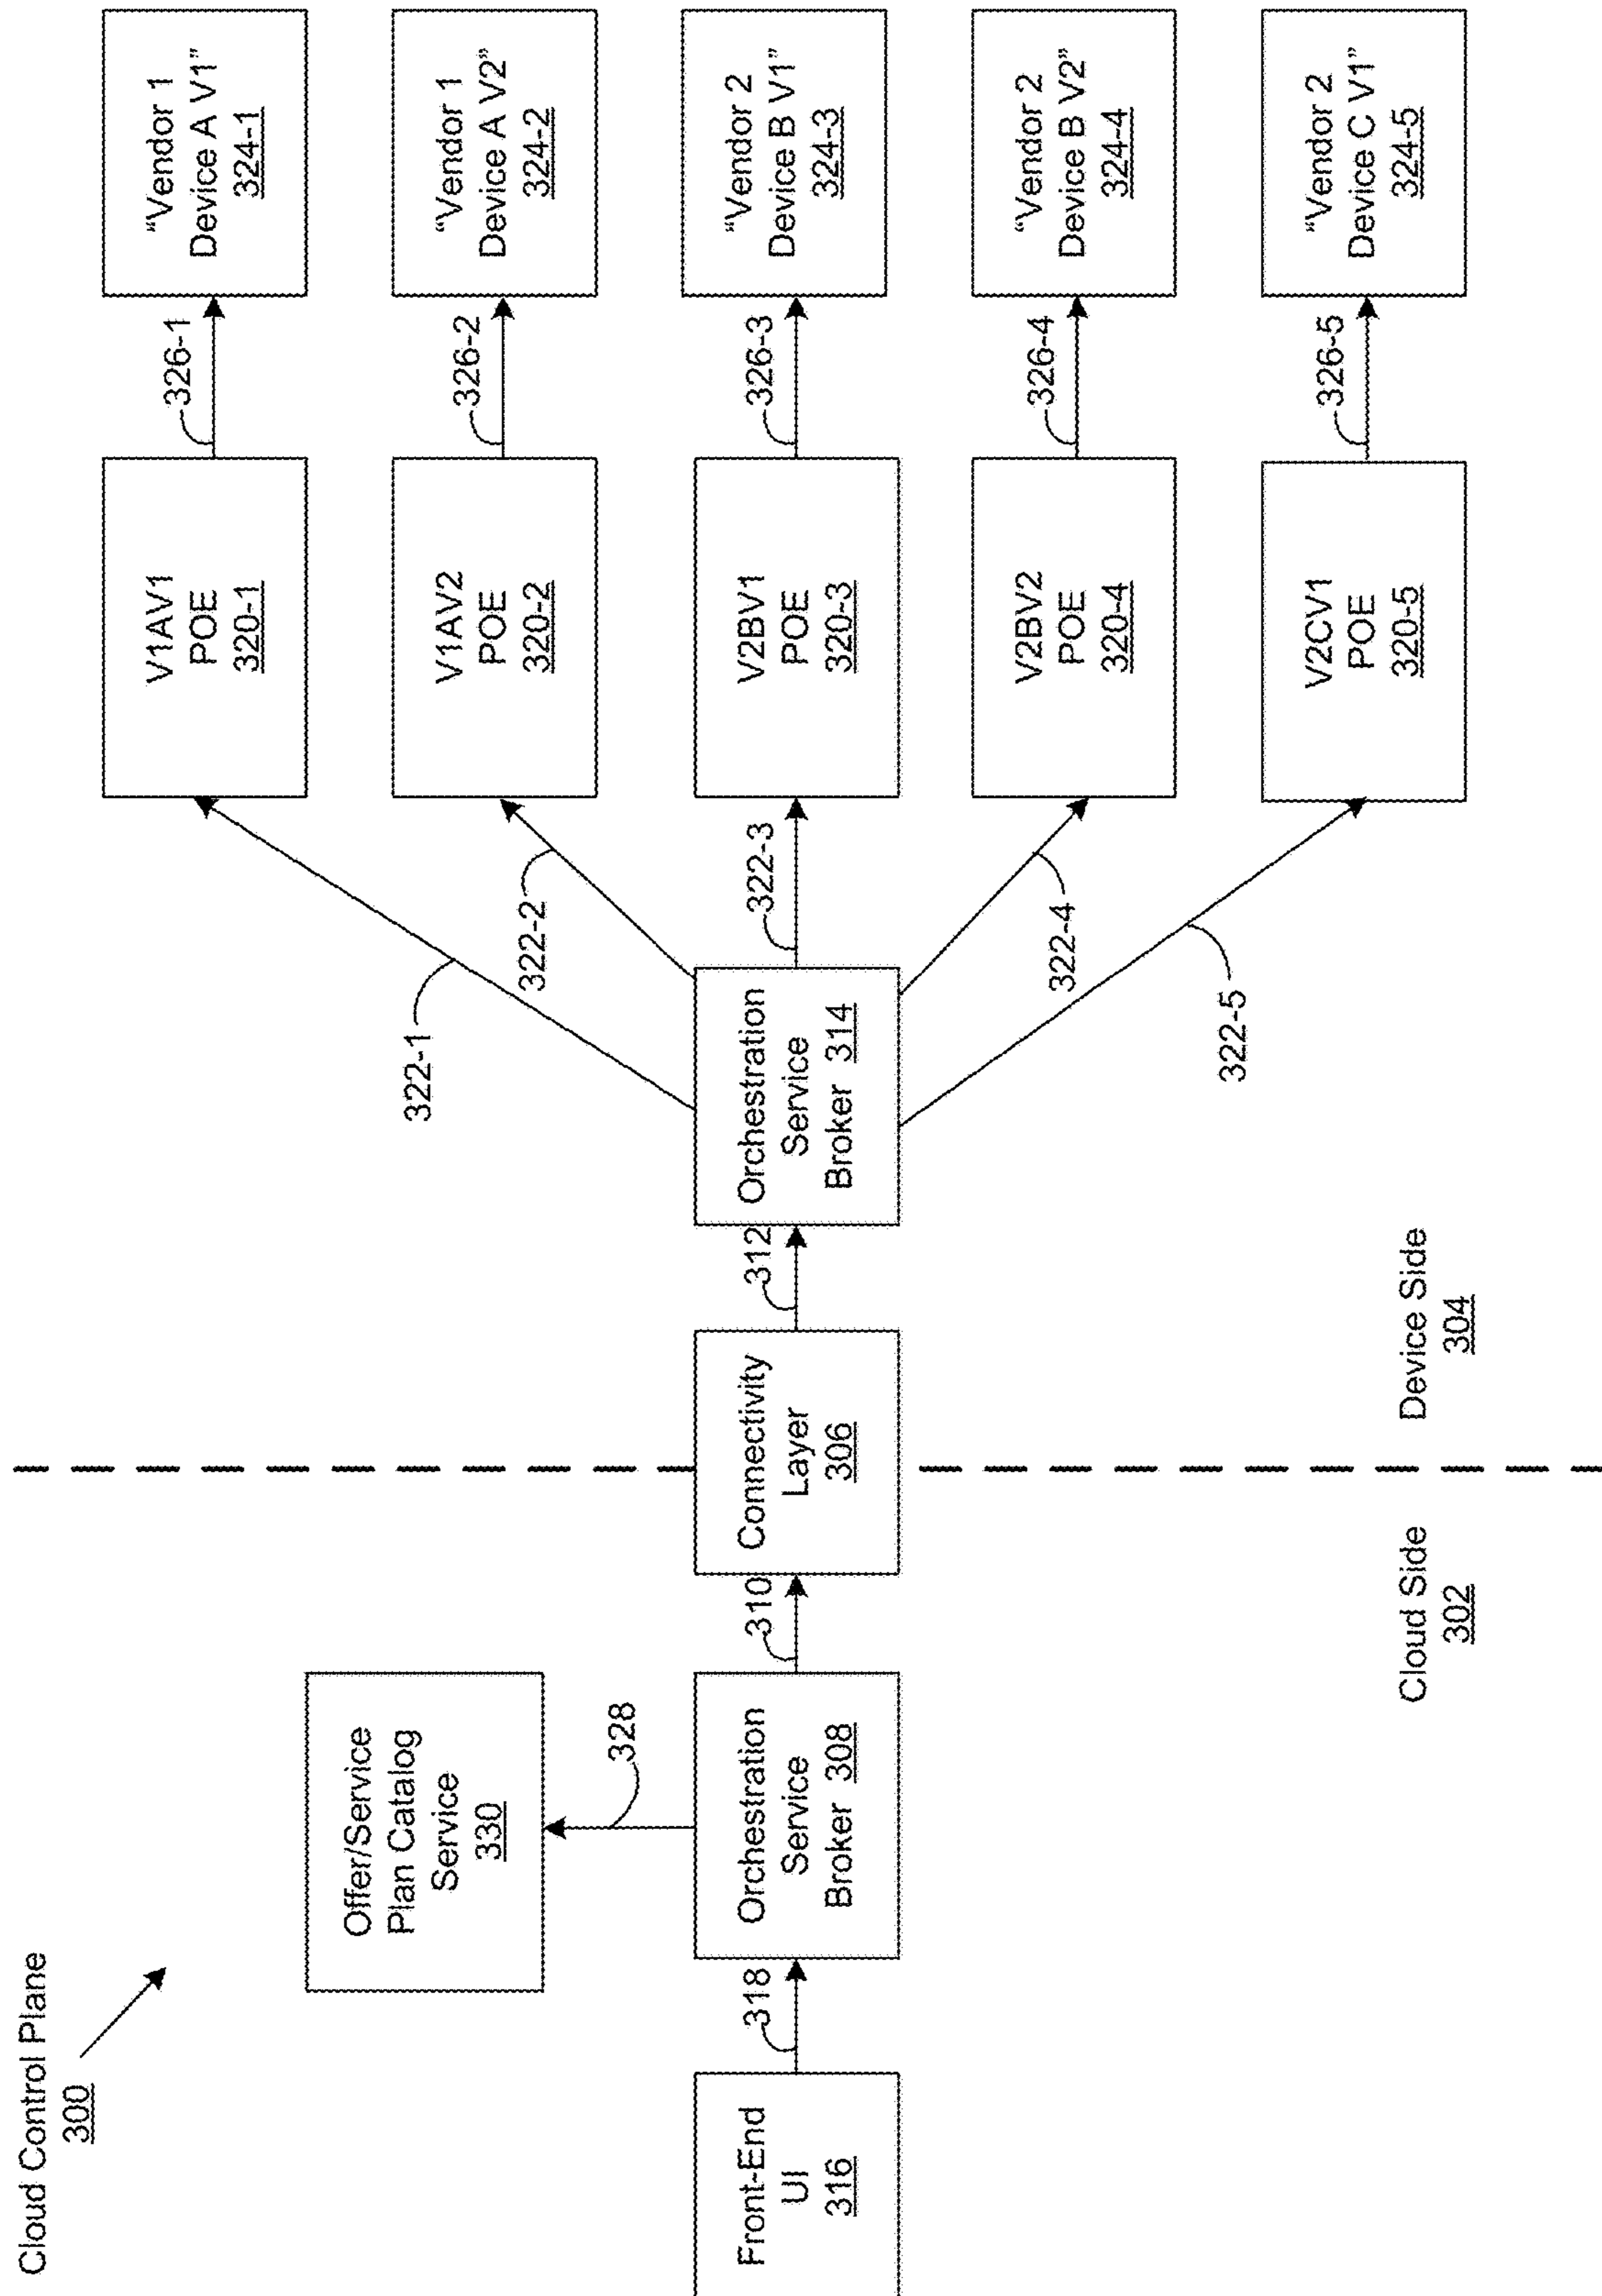 Cloud Control Plane
300
Front-End
UI
316
318
Offer/Service
Plan Catalog
Service
330
328
Orchestration
Service
Broker 308
310
Connectivity
Layer
306
312
Orchestration
Service
Broker 314
322-1
322-2
322-3
322-4
322-5
V1AV1
POE
320-1
V1AV2
POE
320-2
V2BV1
POE
320-3
V2BV2
POE
320-4
V2CV1
POE
320-5
326-1
326-2
326-3
326-4
326-5
“Vendor 1
Device A V1”
324-1
“Vendor 1
Device A V2”
324-2
“Vendor 2
Device B V1”
324-3
“Vendor 2
Device B V2”
324-4
“Vendor 2
Device C V1”
324-5
Cloud Side
302
Device Side
304